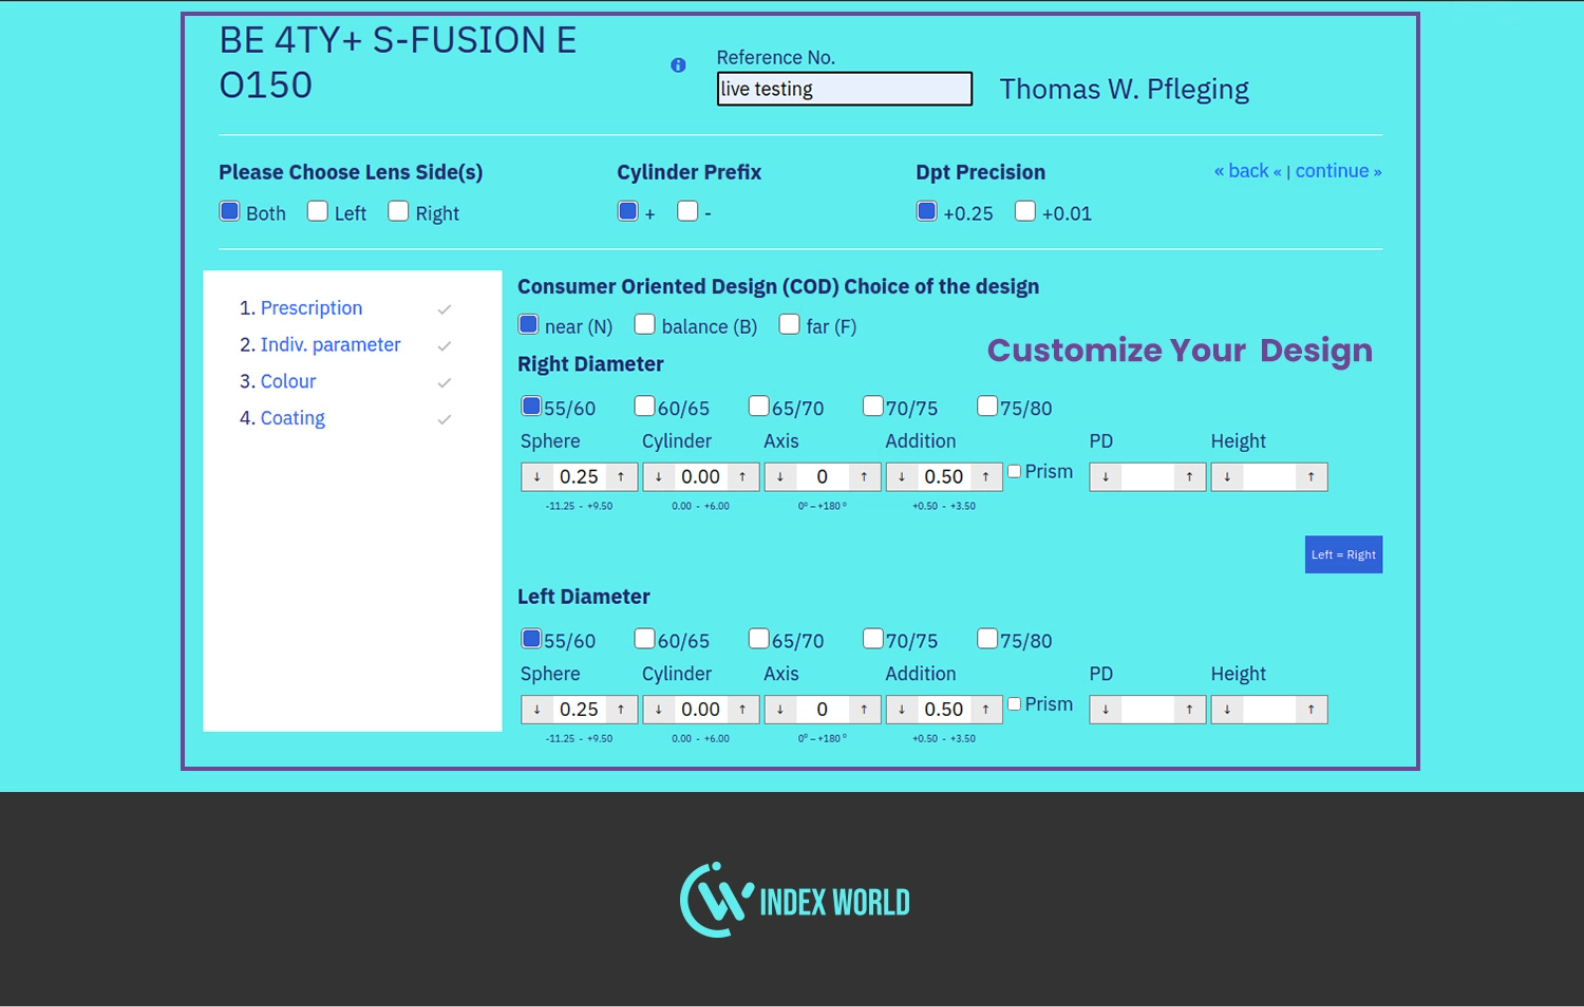 BE 4TY+ S-FUSION E
O150
Reference No.
live testing
Thomas W. Pfleging
Please Choose Lens Side(s)
Both Left Right
Cylinder Prefix
+ -
Dpt Precision
+0.25 +0.01
« back « | continue »
1. Prescription
2. Indiv. parameter
3. Colour
4. Coating
Consumer Oriented Design (COD) Choice of the design
near (N) balance (B) far (F)
Customize Your Design
Right Diameter
55/60 60/65 65/70 70/75 75/80
Sphere Cylinder Axis Addition PD Height
↓ 0.25 ↑ ↓ 0.00 ↑ ↓ 0 ↑ ↓ 0.50 ↑ Prism ↓ ↑ ↓ ↑
-11.25 - +9.50 0.00 - +6.00 0° – +180 ° +0.50 - +3.50
Left = Right
Left Diameter
55/60 60/65 65/70 70/75 75/80
Sphere Cylinder Axis Addition PD Height
↓ 0.25 ↑ ↓ 0.00 ↑ ↓ 0 ↑ ↓ 0.50 ↑ Prism ↓ ↑ ↓ ↑
-11.25 - +9.50 0.00 - +6.00 0° – +180 ° +0.50 - +3.50
INDEX WORLD